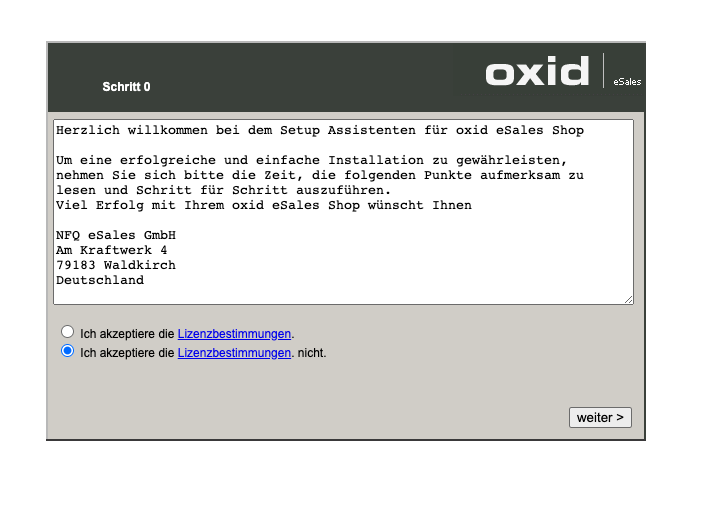 Schritt 0
oxid
eSales
Herzlich willkommen bei dem Setup Assistenten für oxid eSales Shop
Um eine erfolgreiche und einfache Installation zu gewährleisten,
nehmen Sie sich bitte die Zeit, die folgenden Punkte aufmerksam zu
lesen und Schritt für Schritt auszuführen.
Viel Erfolg mit Ihrem oxid eSales Shop wünscht Ihnen
NFQ eSales GmbH
Am Kraftwerk 4
79183 Waldkirch
Deutschland
Ich akzeptiere die Lizenzbestimmungen.
Ich akzeptiere die Lizenzbestimmungen. nicht.
weiter >